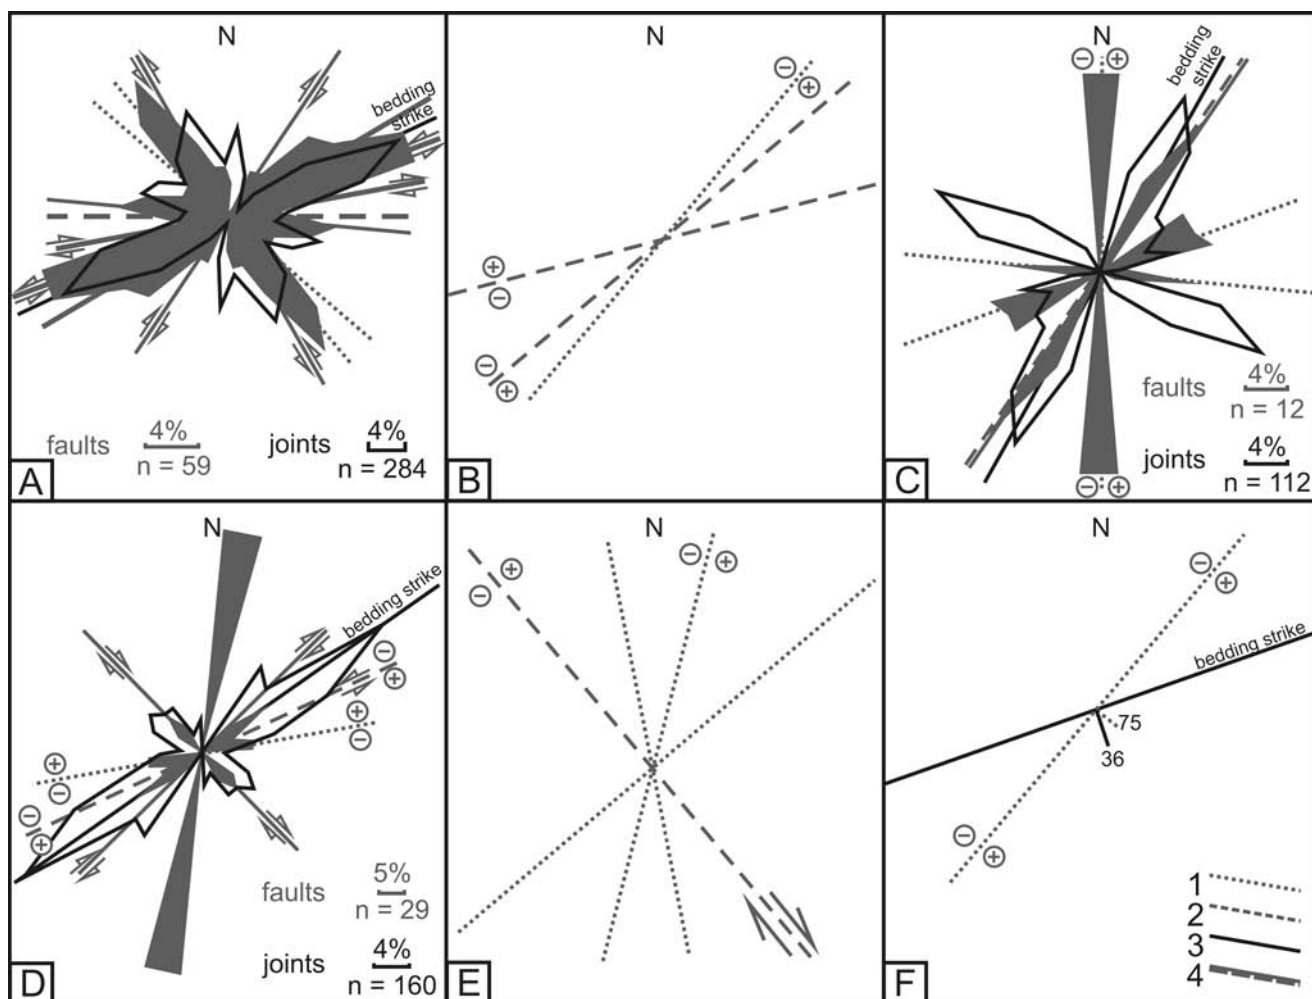 N
bedding
strike
faults
4%
n = 59
joints
4%
n = 284
A
N
− +
+ −
− +
B
N
− +
bedding
strike
faults
4%
n = 12
joints
4%
n = 112
− +
C
N
bedding strike
− +
+ −
+ −
− +
faults
5%
n = 29
joints
4%
n = 160
D
N
+ −
− +
E
N
− +
bedding strike
75
36
− +
1
2
3
4
F